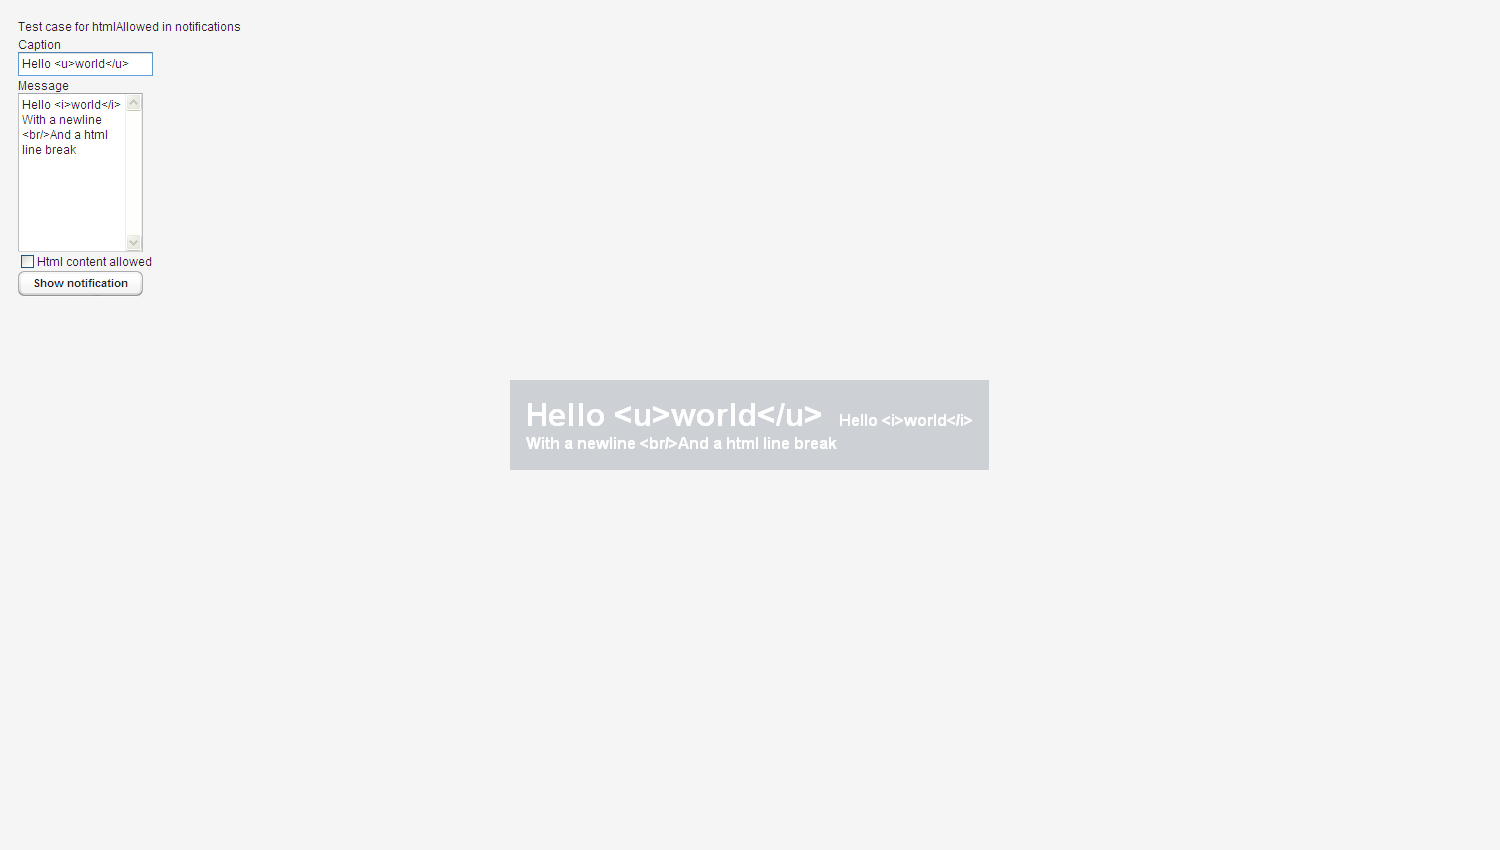 Test case for htmlAllowed in notifications
Caption
Hello <u>world</u>
Message
Hello <i>world</i>
With a newline
<br/>And a html
line break
Html content allowed
Show notification
Hello <u>world</u> Hello <i>world</i>
With a newline <br/>And a html line break